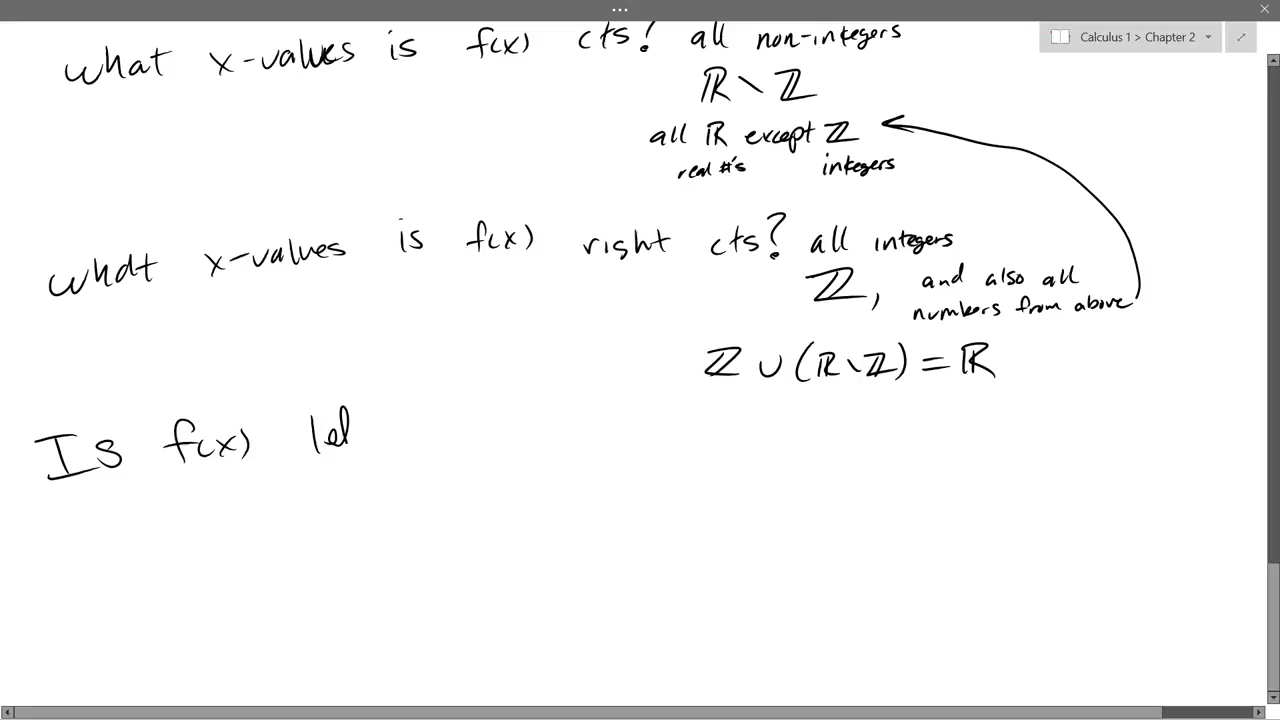 what x-values is f(x) cts? all non-integers
Calculus 1 > Chapter 2
ℝ \ ℤ
all ℝ except ℤ
real #'s integers
what x-values is f(x) right cts? all integers
ℤ, and also all
numbers from above
ℤ ∪ (ℝ \ ℤ) = ℝ
Is f(x) lef